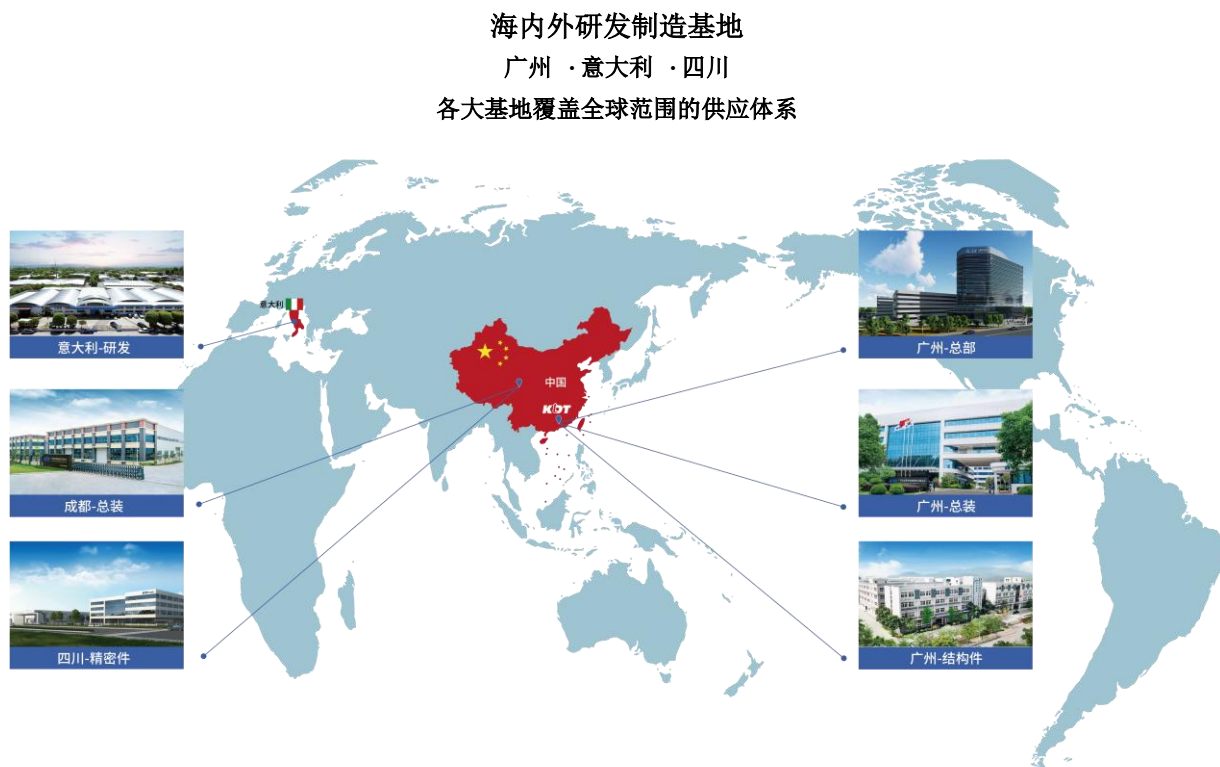 海内外研发制造基地
广州 ·意大利 ·四川
各大基地覆盖全球范围的供应体系
意大利
意大利-研发
广州-总部
中国
KDT
成都-总装
广州-总装
四川-精密件
广州-结构件